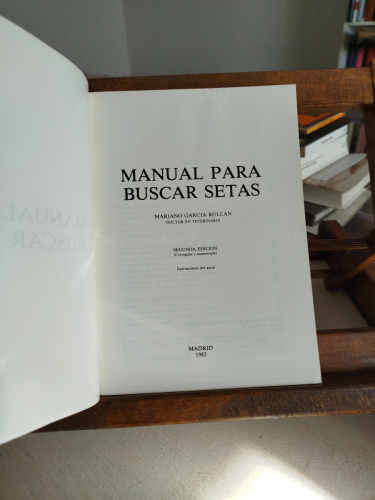 MANUAL PARA
BUSCAR SETAS
MARIANO GARCIA ROLLAN
DOCTOR EN VETERINARIA
SEGUNDA EDICION
(Corregida y aumentada)
Ilustraciones del autor
MADRID
1982